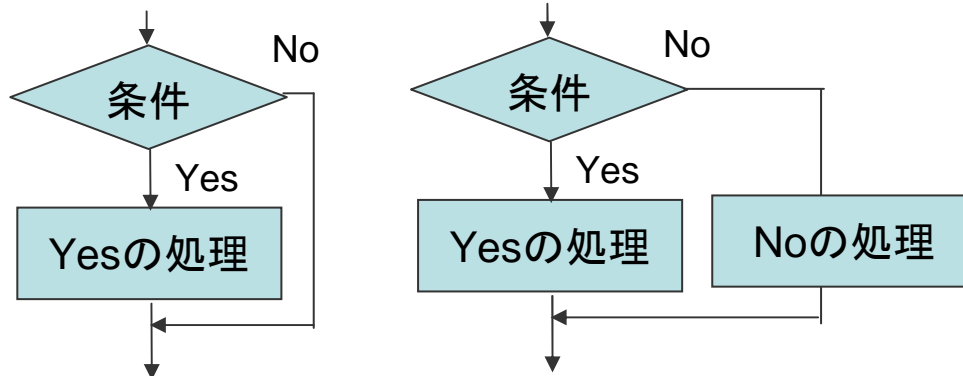 No
条件
Yes
Yesの処理
No
条件
Yes
Yesの処理
Noの処理